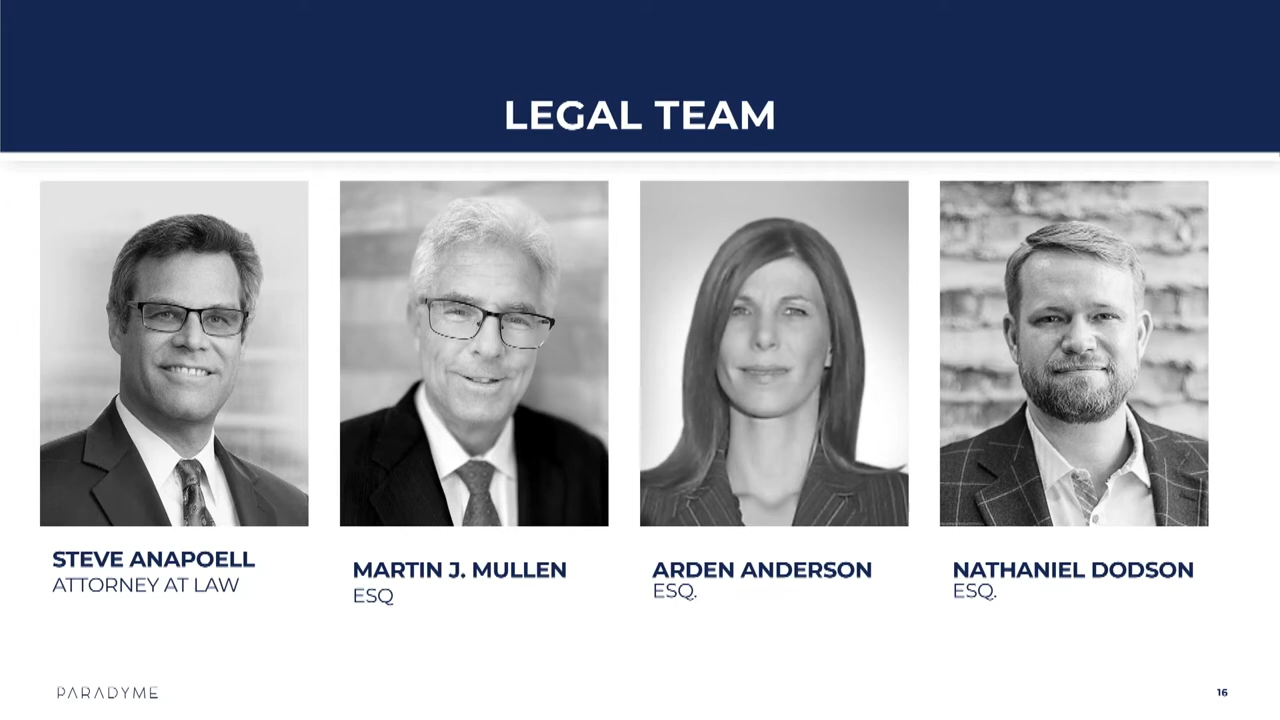 LEGAL TEAM
STEVE ANAPOELL
ATTORNEY AT LAW
MARTIN J. MULLEN
ESQ
ARDEN ANDERSON
ESQ.
NATHANIEL DODSON
ESQ.
PARADYME
16